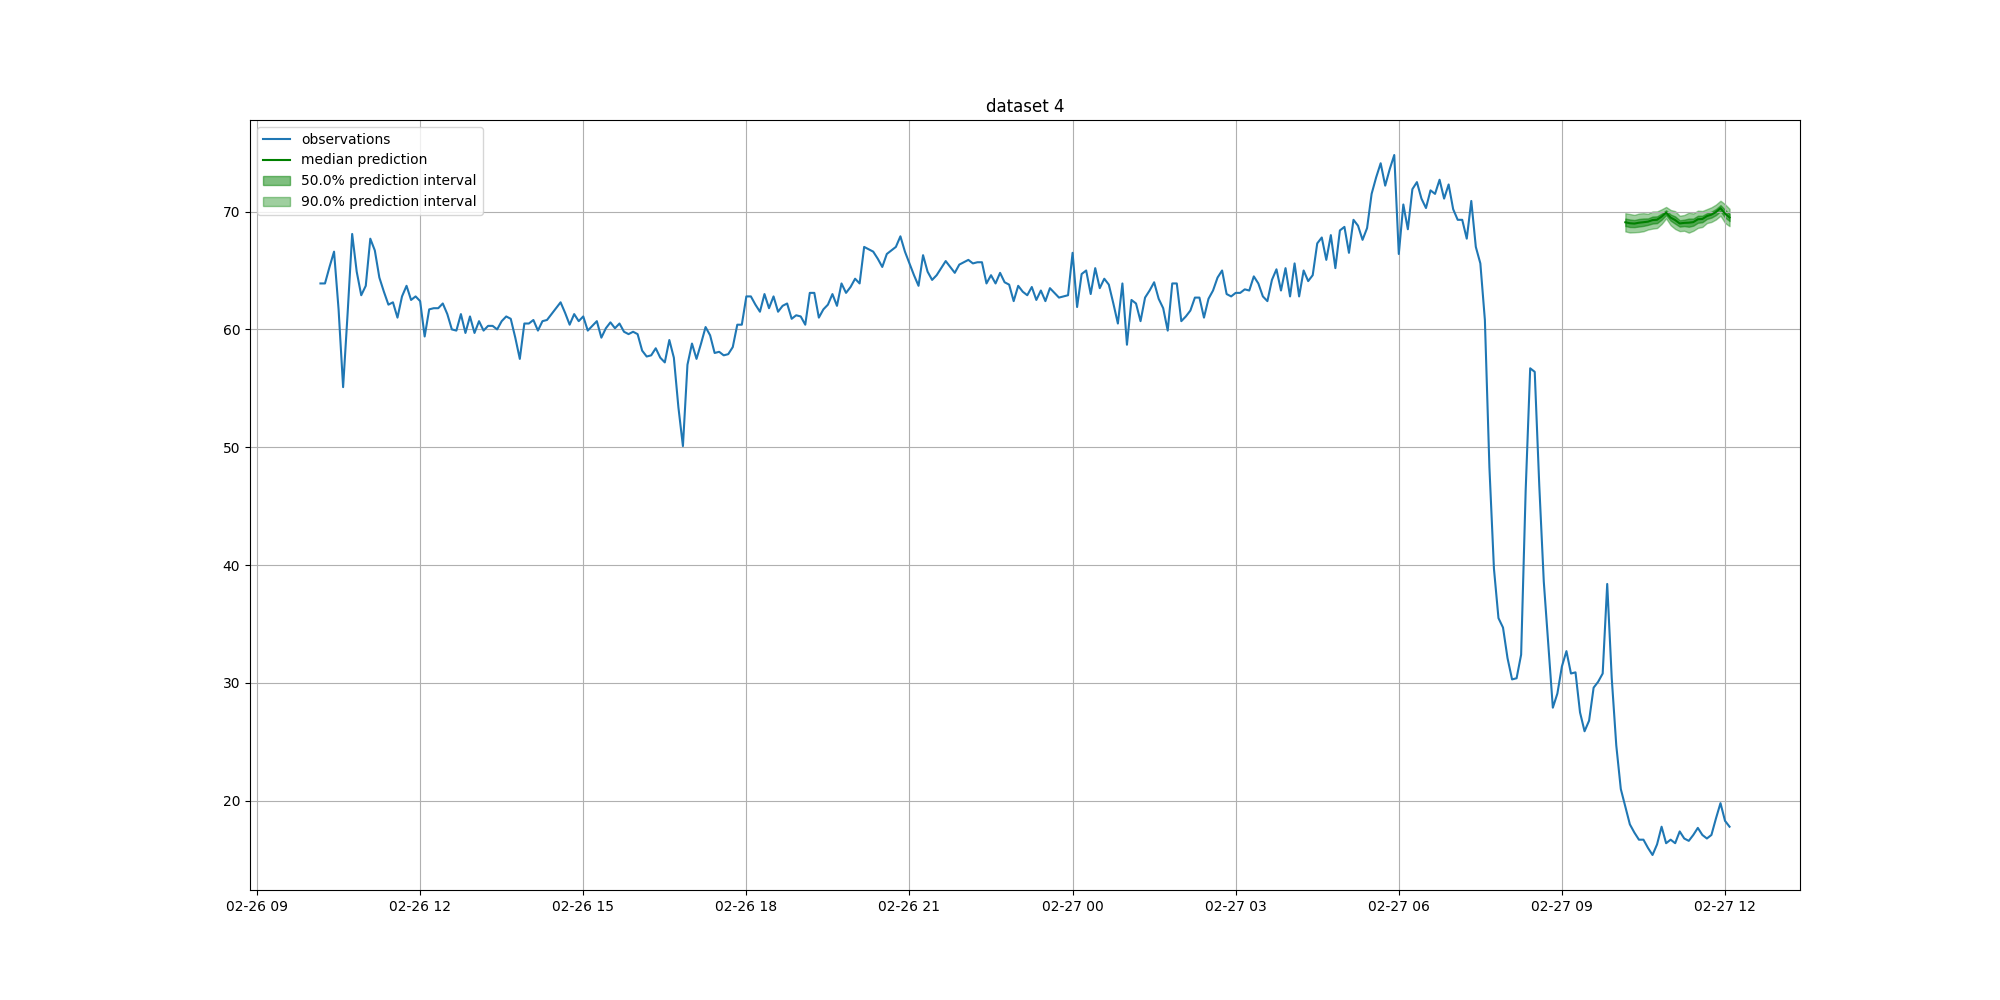 dataset 4
observations
median prediction
50.0% prediction interval
90.0% prediction interval
70
60
50
40
30
20
02-26 09 02-26 12 02-26 15 02-26 18 02-26 21 02-27 00 02-27 03 02-27 06 02-27 09 02-27 12